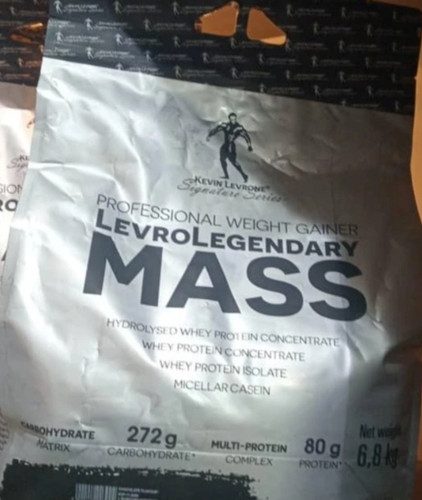 KEVIN LEVRONE®
Signature Series
PROFESSIONAL WEIGHT GAINER
LEVROLEGENDARY
MASS
HYDROLYSED WHEY PROTEIN CONCENTRATE
WHEY PROTEIN CONCENTRATE
WHEY PROTEIN ISOLATE
MICELLAR CASEIN
CARBOHYDRATE 272g MULTI-PROTEIN 80g Net weight
MATRIX CARBOHYDRATE* COMPLEX PROTEIN* 6,8 kg